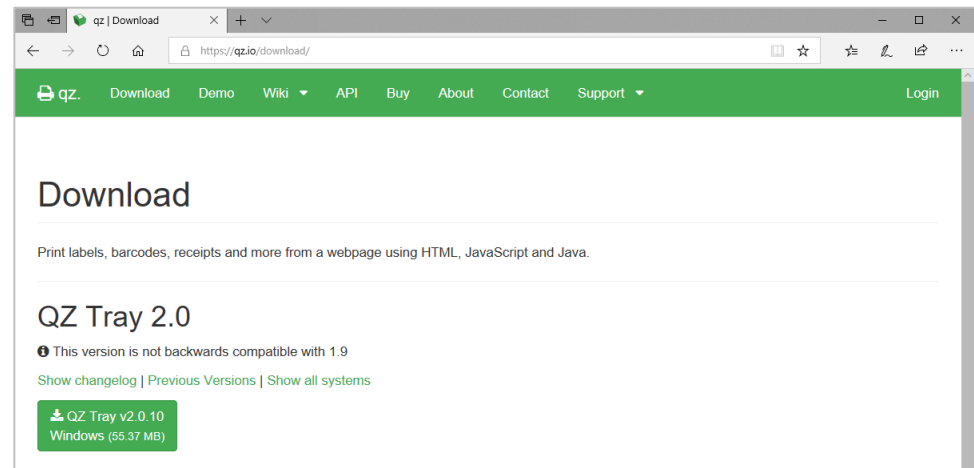 qz | Download
https://qz.io/download/
qz. Download Demo Wiki API Buy About Contact Support Login
Download
Print labels, barcodes, receipts and more from a webpage using HTML, JavaScript and Java.
QZ Tray 2.0
This version is not backwards compatible with 1.9
Show changelog | Previous Versions | Show all systems
QZ Tray v2.0.10
Windows (55.37 MB)